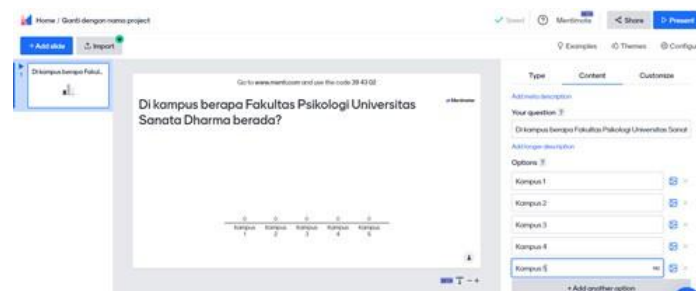 Home / Ganti dengan nama project
Saved
Mentimote
Share
Present
+ Add slide
Import
Examples
Themes
Configu
1
Di kampus berapa Fakul..
Go to www.menti.com and use the code 38 43 02
Mentimeter
Di kampus berapa Fakultas Psikologi Universitas
Sanata Dharma berada?
0 0 0 0 0
Kampus Kampus Kampus Kampus Kampus
1 2 3 4 5
Type Content Customize
Add meta description
Your question
Di kampus berapa Fakultas Psikologi Universitas Sanat
Add longer description
Options
Kampus 1
Kampus 2
Kampus 3
Kampus 4
Kampus 5
+ Add another option